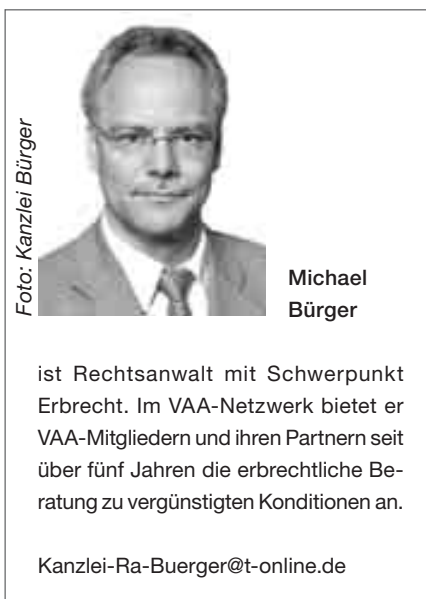 Foto: Kanzlei Bürger
Michael
Bürger
ist Rechtsanwalt mit Schwerpunkt
Erbrecht. Im VAA-Netzwerk bietet er
VAA-Mitgliedern und ihren Partnern seit
über fünf Jahren die erbrechtliche Be-
ratung zu vergünstigten Konditionen an.
Kanzlei-Ra-Buerger@t-online.de